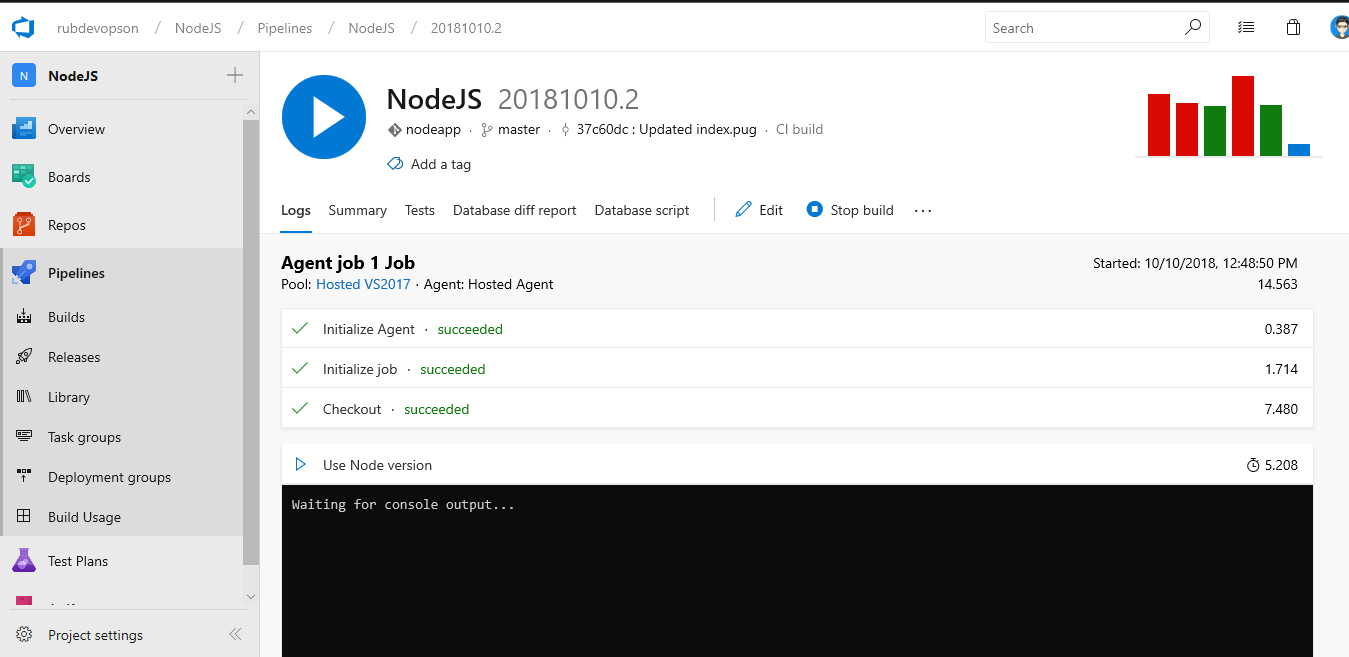 rubdevopson / NodeJS / Pipelines / NodeJS / 20181010.2
Search
N NodeJS
Overview
Boards
Repos
Pipelines
Builds
Releases
Library
Task groups
Deployment groups
Build Usage
Test Plans
Project settings
NodeJS 20181010.2
nodeapp · master · 37c60dc : Updated index.pug · CI build
Add a tag
Logs Summary Tests Database diff report Database script Edit Stop build ...
Agent job 1 Job
Started: 10/10/2018, 12:48:50 PM
Pool: Hosted VS2017 · Agent: Hosted Agent
14.563
Initialize Agent · succeeded 0.387
Initialize job · succeeded 1.714
Checkout · succeeded 7.480
Use Node version 5.208
Waiting for console output...